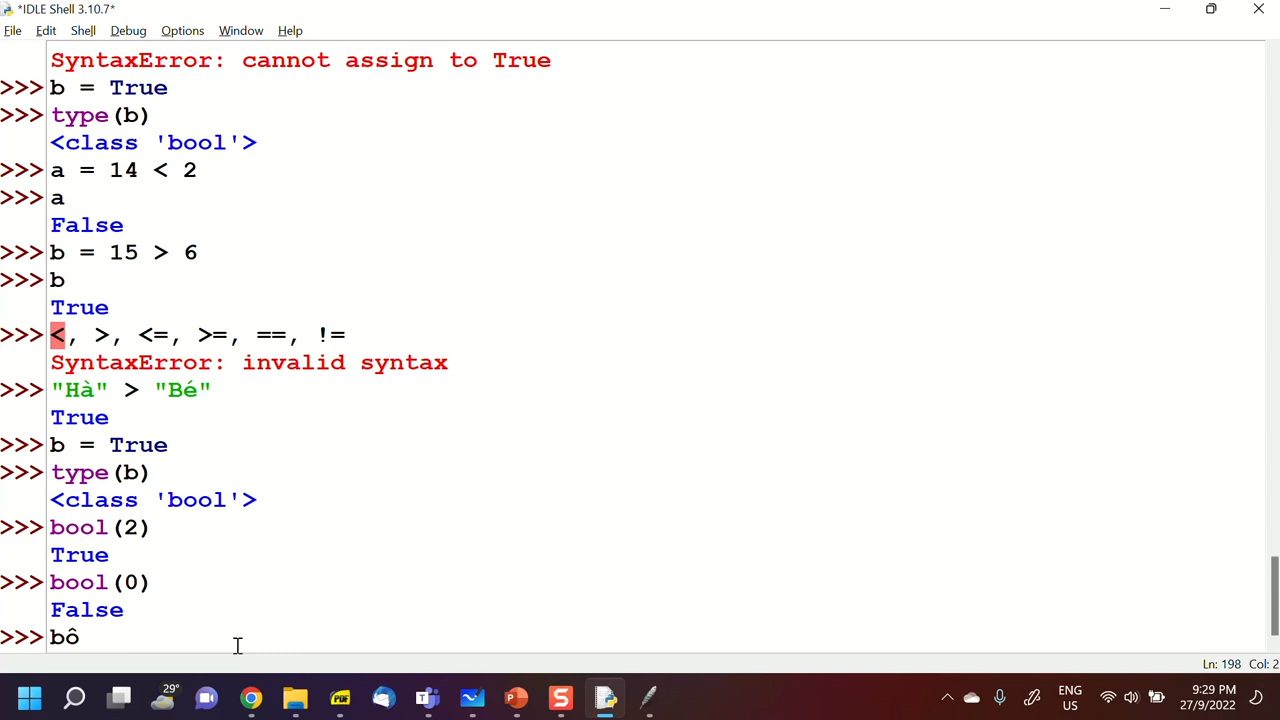 *IDLE Shell 3.10.7*
File Edit Shell Debug Options Window Help
SyntaxError: cannot assign to True
>>> b = True
>>> type(b)
<class 'bool'>
>>> a = 14 < 2
>>> a
False
>>> b = 15 > 6
>>> b
True
>>> <, >, <=, >=, ==, !=
SyntaxError: invalid syntax
>>> "Hà" > "Bé"
True
>>> b = True
>>> type(b)
<class 'bool'>
>>> bool(2)
True
>>> bool(0)
False
>>> bô
Ln: 198 Col: 2
29°
PDF
ENG
US
9:29 PM
27/9/2022